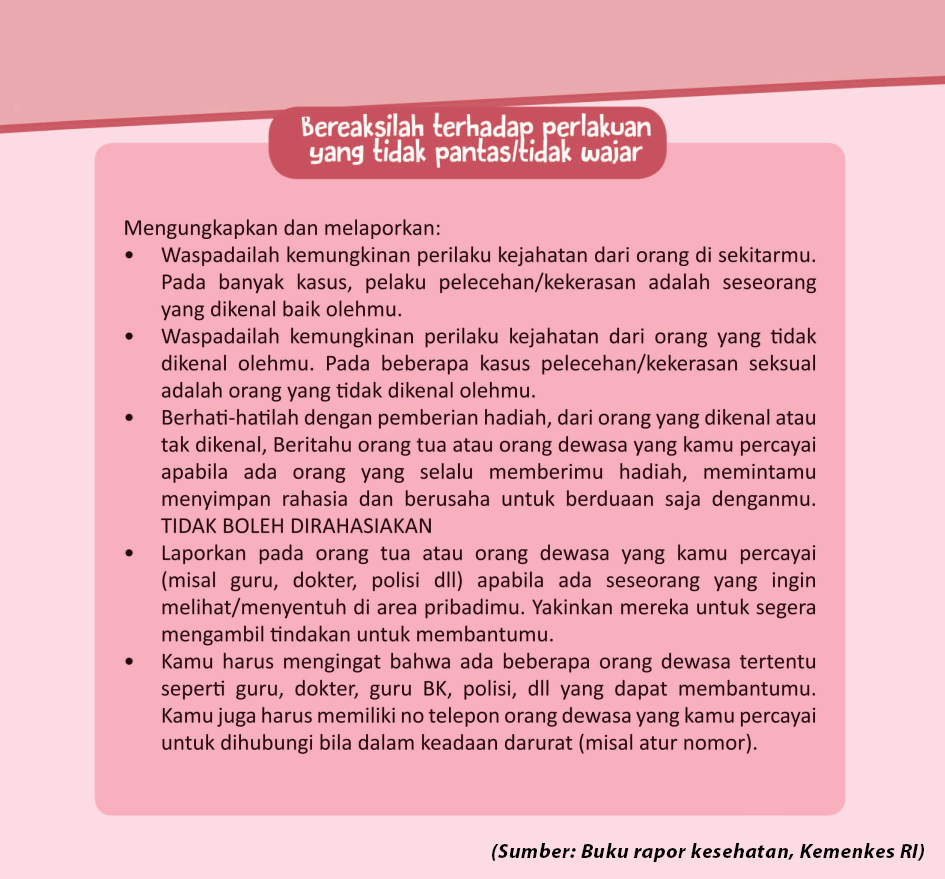 Bereaksilah terhadap perlakuan
yang tidak pantas/tidak wajar
Mengungkapkan dan melaporkan:
• Waspadailah kemungkinan perilaku kejahatan dari orang di sekitarmu.
Pada banyak kasus, pelaku pelecehan/kekerasan adalah seseorang
yang dikenal baik olehmu.
• Waspadailah kemungkinan perilaku kejahatan dari orang yang tidak
dikenal olehmu. Pada beberapa kasus pelecehan/kekerasan seksual
adalah orang yang tidak dikenal olehmu.
• Berhati-hatilah dengan pemberian hadiah, dari orang yang dikenal atau
tak dikenal, Beritahu orang tua atau orang dewasa yang kamu percayai
apabila ada orang yang selalu memberimu hadiah, memintamu
menyimpan rahasia dan berusaha untuk berduaan saja denganmu.
TIDAK BOLEH DIRAHASIAKAN
• Laporkan pada orang tua atau orang dewasa yang kamu percayai
(misal guru, dokter, polisi dll) apabila ada seseorang yang ingin
melihat/menyentuh di area pribadimu. Yakinkan mereka untuk segera
mengambil tindakan untuk membantumu.
• Kamu harus mengingat bahwa ada beberapa orang dewasa tertentu
seperti guru, dokter, guru BK, polisi, dll yang dapat membantumu.
Kamu juga harus memiliki no telepon orang dewasa yang kamu percayai
untuk dihubungi bila dalam keadaan darurat (misal atur nomor).
(Sumber: Buku rapor kesehatan, Kemenkes RI)